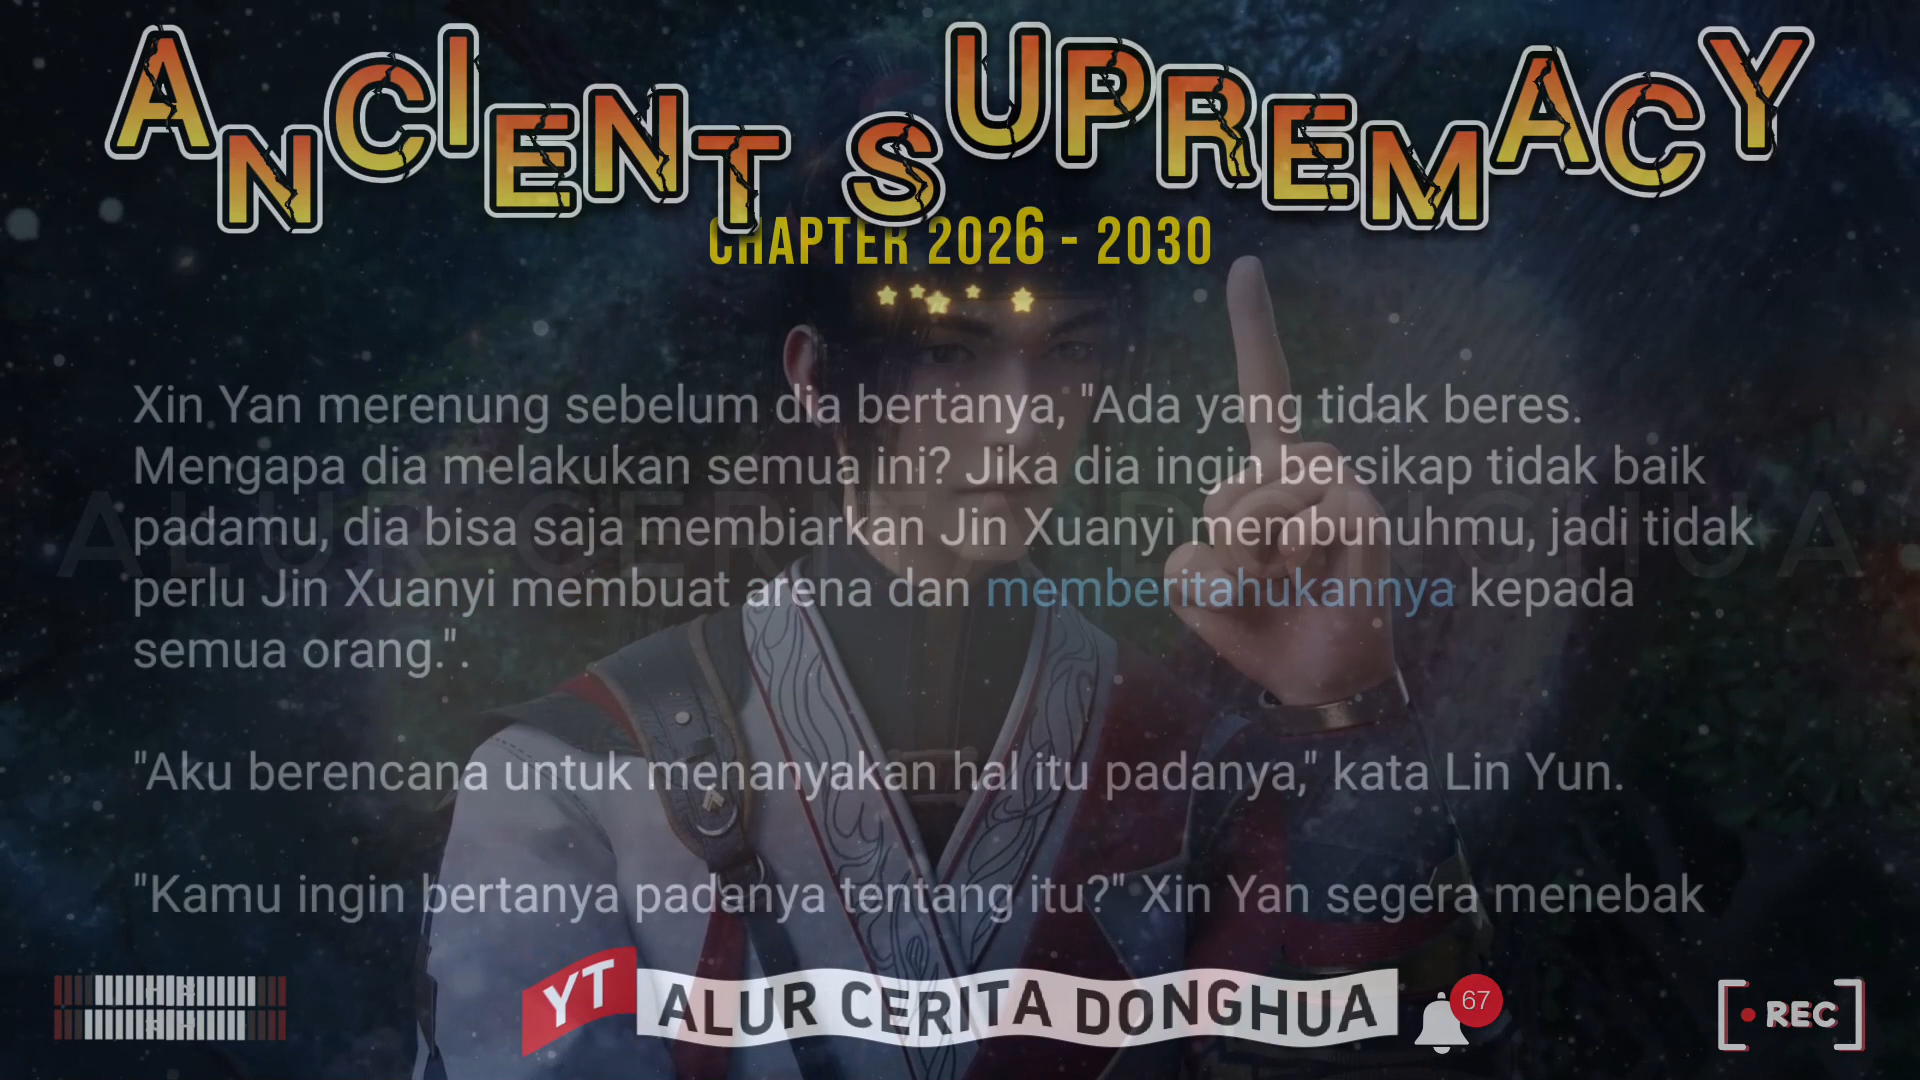 ANCIENT SUPREMACY
CHAPTER 2026 - 2030
Xin Yan merenung sebelum dia bertanya, "Ada yang tidak beres.
Mengapa dia melakukan semua ini? Jika dia ingin bersikap tidak baik
padamu, dia bisa saja membiarkan Jin Xuanyi membunuhmu, jadi tidak
perlu Jin Xuanyi membuat arena dan memberitahukannya kepada
semua orang.".
ALUR CERITA DONGHUA
"Aku berencana untuk menanyakan hal itu padanya," kata Lin Yun.
"Kamu ingin bertanya padanya tentang itu?" Xin Yan segera menebak
YT ALUR CERITA DONGHUA
67
REC